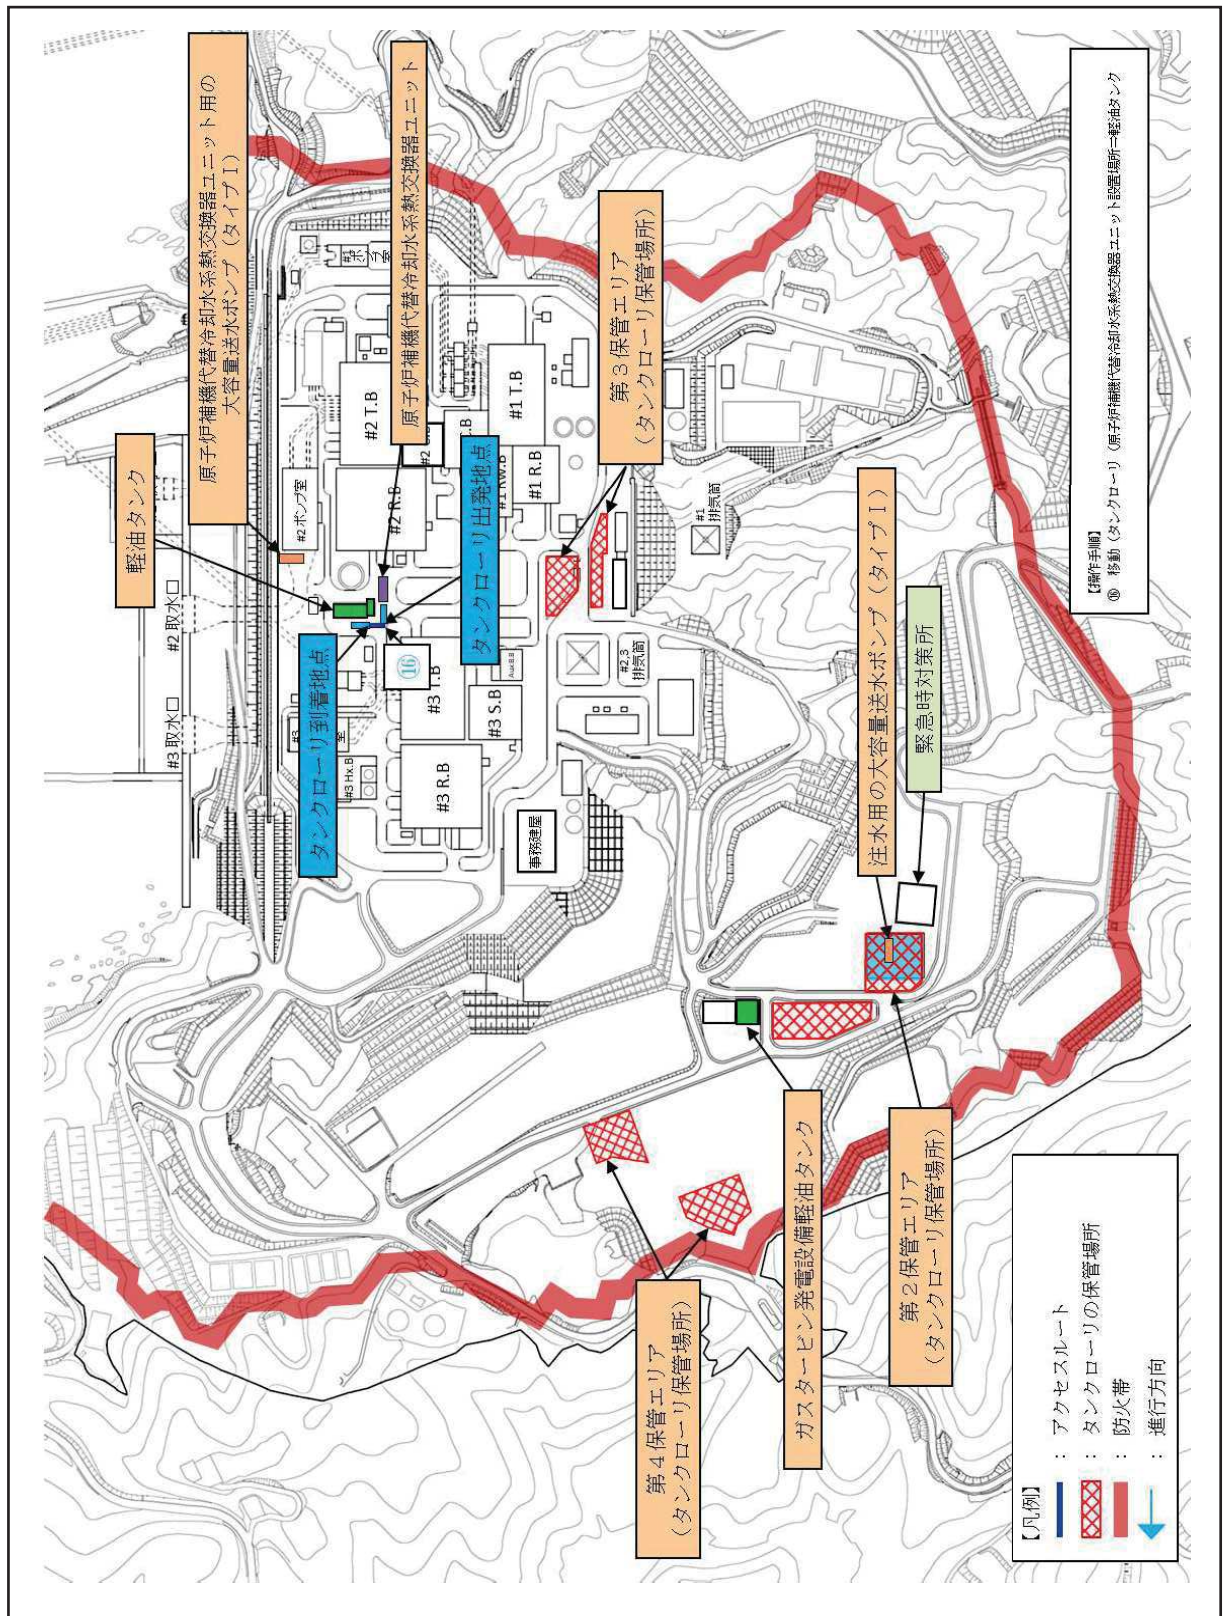 原子炉補機代替冷却水系熱交換器ユニット用の
大容量送水ポンプ（タイプⅠ）
原子炉補機代替冷却水系熱交換器ユニット
軽油タンク
第３保管エリア
（タンクローリ保管場所）
タンクローリ出発地点
タンクローリ到着地点
⑯
#2 取水口
#3 取水口
#2 ポンプ室
#2 T.B
#2 R.B
#2
#1 T.B
#1 R.B
#1 Rw.B
#1
排気筒
#2,3
排気筒
Aux.B.B
#3 T.B
#3 S.B
#3 R.B
#3 Hx.B
事務建屋
注水用の大容量送水ポンプ（タイプⅠ）
緊急時対策所
ガスタービン発電設備軽油タンク
第２保管エリア
（タンクローリ保管場所）
第４保管エリア
（タンクローリ保管場所）
【操作手順】
⑯ 移動（タンクローリ（原子炉補機代替冷却水系熱交換器ユニット設置場所⇒軽油タンク
【凡例】
：アクセスルート
：タンクローリの保管場所
：防火帯
：進行方向